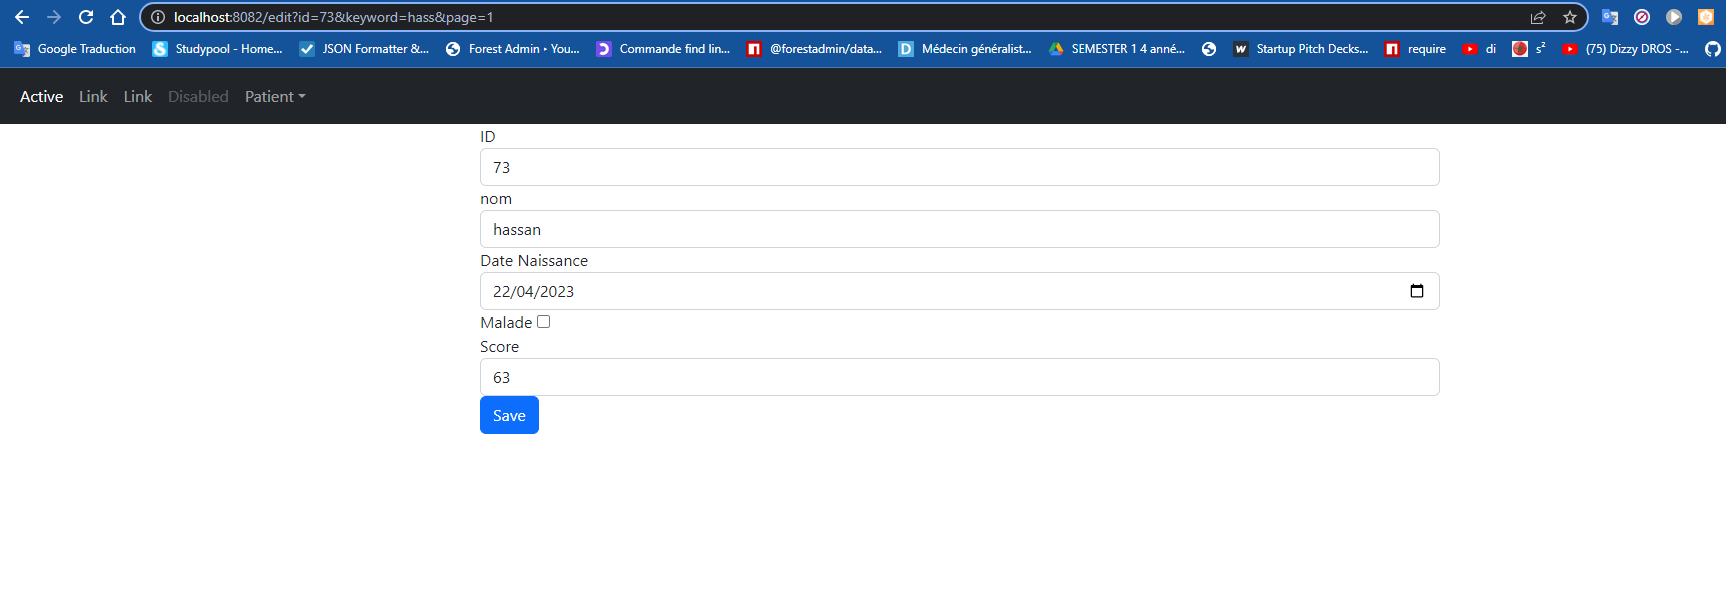 localhost:8082/edit?id=73&keyword=hass&page=1
Google Traduction Studypool - Home... JSON Formatter &... Forest Admin ‣ You... Commande find lin... @forestadmin/data... Médecin généralist... SEMESTER 1 4 anné... Startup Pitch Decks... require di s² (75) Dizzy DROS -...
Active Link Link Disabled Patient
ID
73
nom
hassan
Date Naissance
22/04/2023
Malade
Score
63
Save